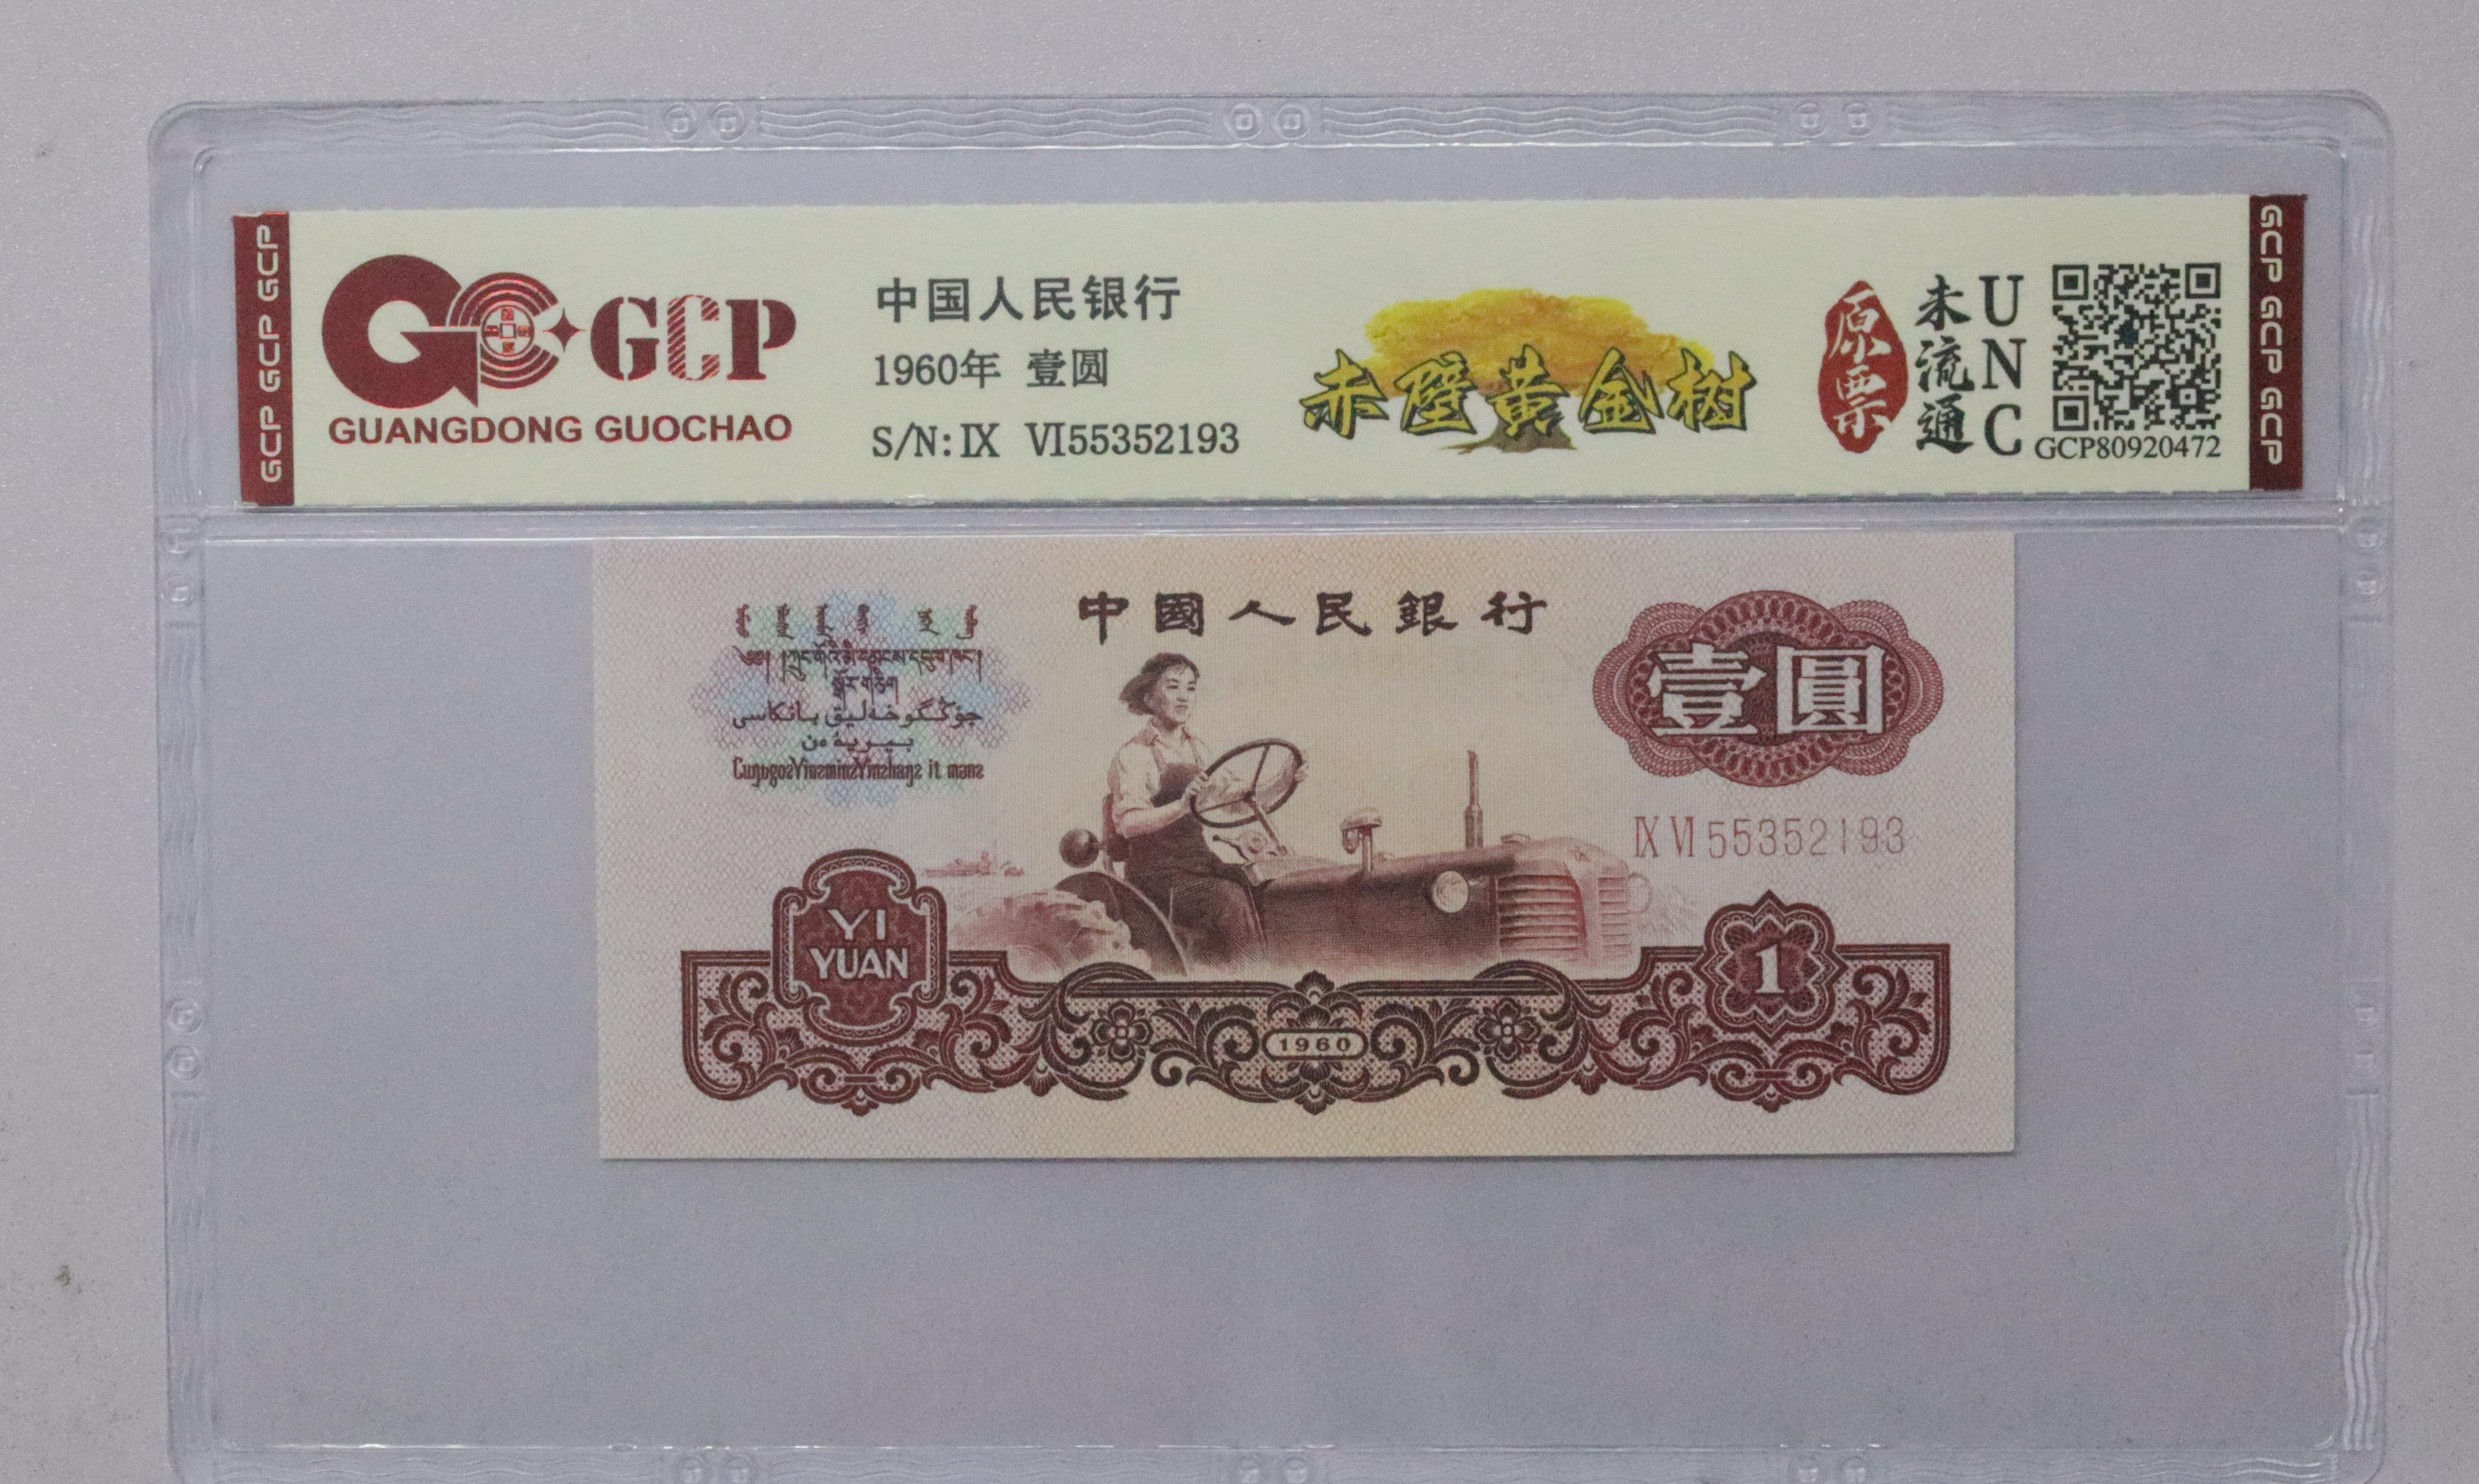 GCP GCP GCP
GCP
GUANGDONG GUOCHAO
中国人民银行
1960年 壹圆
S/N: IX VI55352193
赤壁黄金树
原票
未流通
UNC
GCP80920472
GCP GCP GCP
中國人民銀行
壹圓
IX VI 55352193
YI
YUAN
1
1960